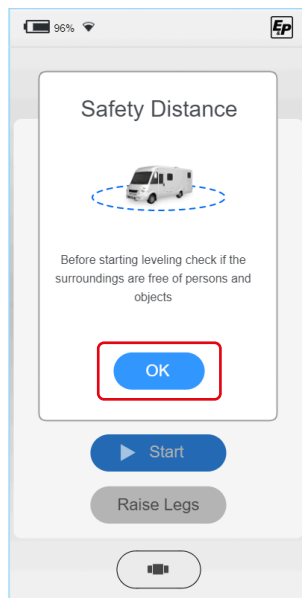 96%
EP
Safety Distance
Before starting leveling check if the
surroundings are free of persons and
objects
OK
Start
Raise Legs